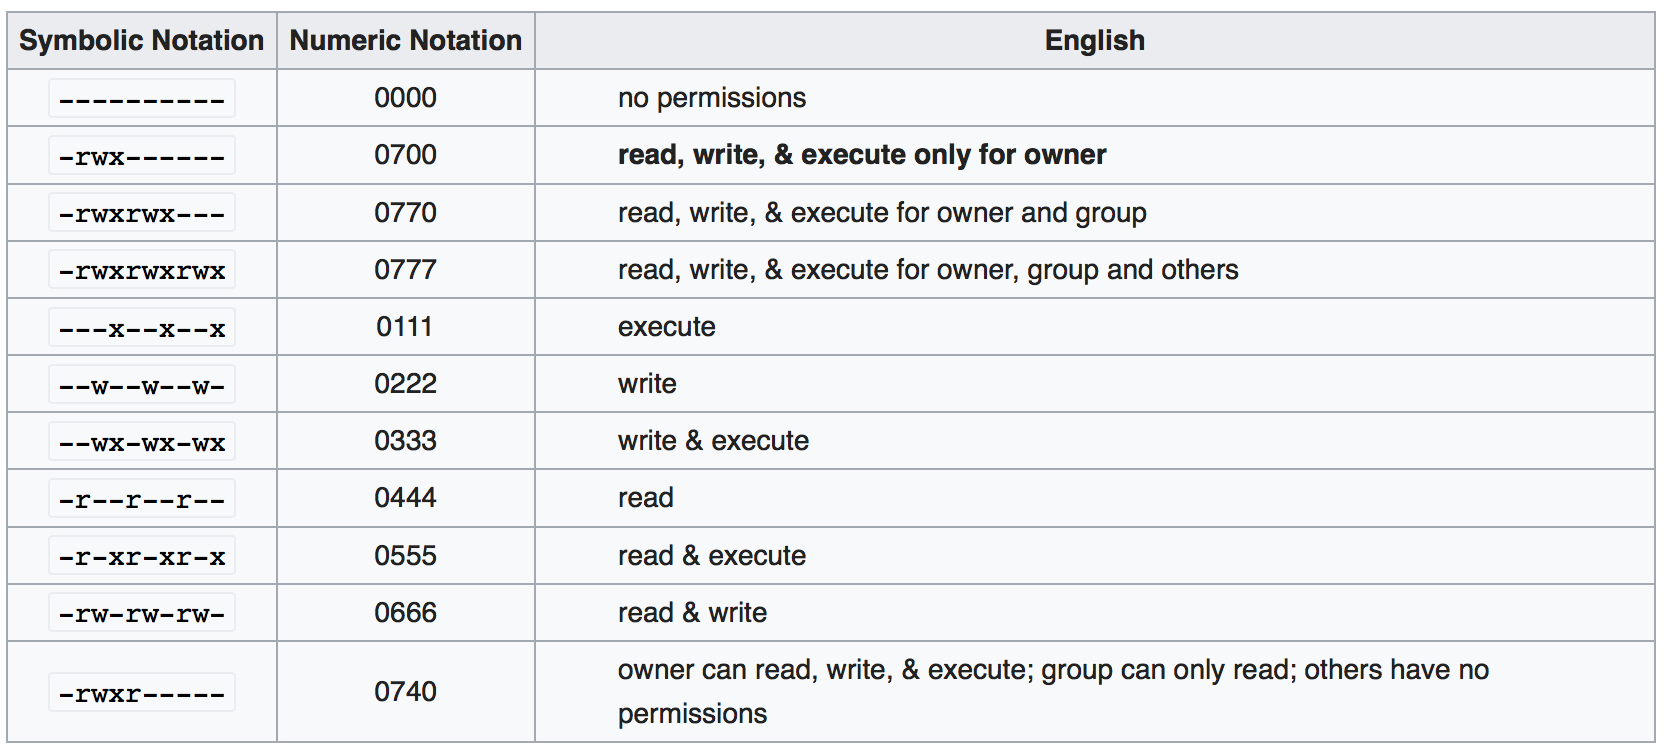 Symbolic Notation Numeric Notation English
---------- 0000 no permissions
-rwx------ 0700 read, write, & execute only for owner
-rwxrwx--- 0770 read, write, & execute for owner and group
-rwxrwxrwx 0777 read, write, & execute for owner, group and others
---x--x--x 0111 execute
--w--w--w- 0222 write
--wx-wx-wx 0333 write & execute
-r--r--r-- 0444 read
-r-xr-xr-x 0555 read & execute
-rw-rw-rw- 0666 read & write
-rwxr----- 0740 owner can read, write, & execute; group can only read; others have no
permissions